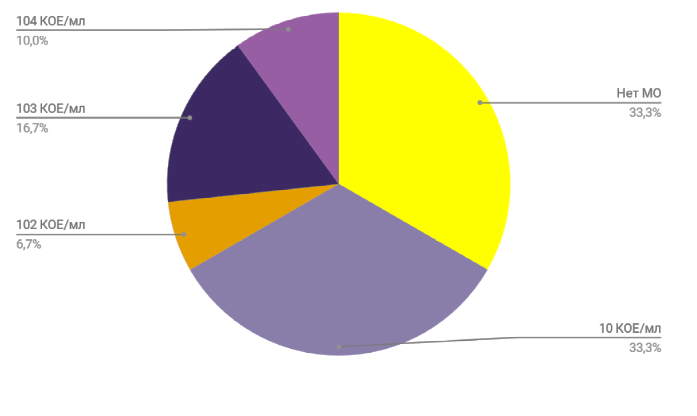 104 КОЕ/мл
10,0%
Нет МО
33,3%
103 КОЕ/мл
16,7%
102 КОЕ/мл
6,7%
10 КОЕ/мл
33,3%